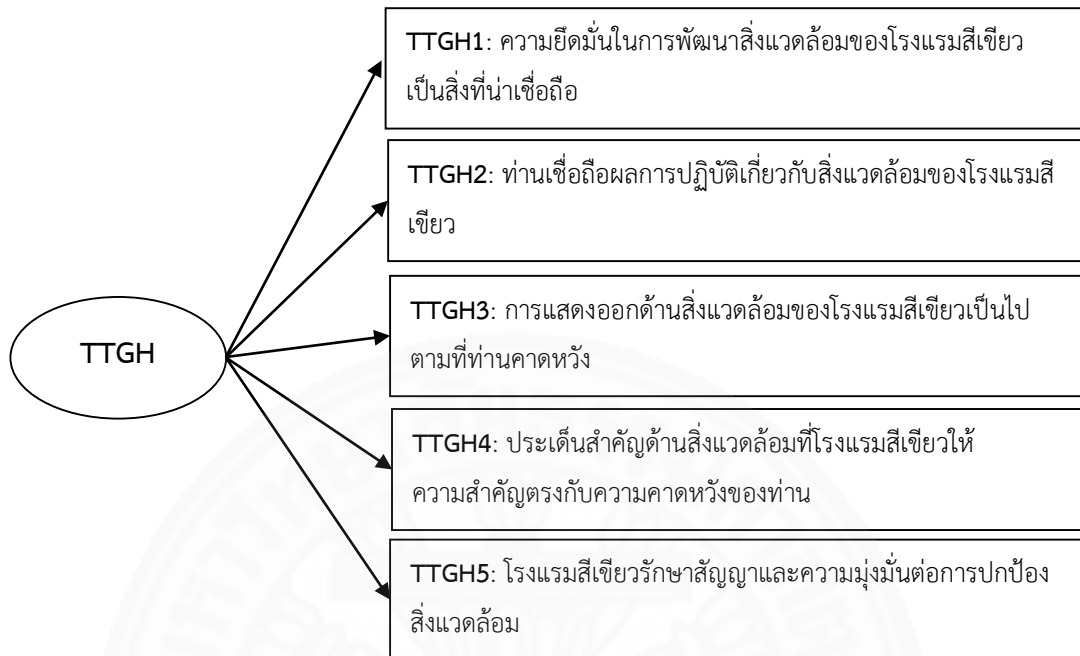 TTGH1: ความยึดมั่นในการพัฒนาสิ่งแวดล้อมของโรงแรมสีเขียว
เป็นสิ่งที่น่าเชื่อถือ
TTGH2: ท่านเชื่อถือผลการปฏิบัติเกี่ยวกับสิ่งแวดล้อมของโรงแรมสี
เขียว
TTGH3: การแสดงออกด้านสิ่งแวดล้อมของโรงแรมสีเขียวเป็นไป
ตามที่ท่านคาดหวัง
TTGH
TTGH4: ประเด็นสำคัญด้านสิ่งแวดล้อมที่โรงแรมสีเขียวให้
ความสำคัญตรงกับความคาดหวังของท่าน
TTGH5: โรงแรมสีเขียวรักษาสัญญาและความมุ่งมั่นต่อการปกป้อง
สิ่งแวดล้อม